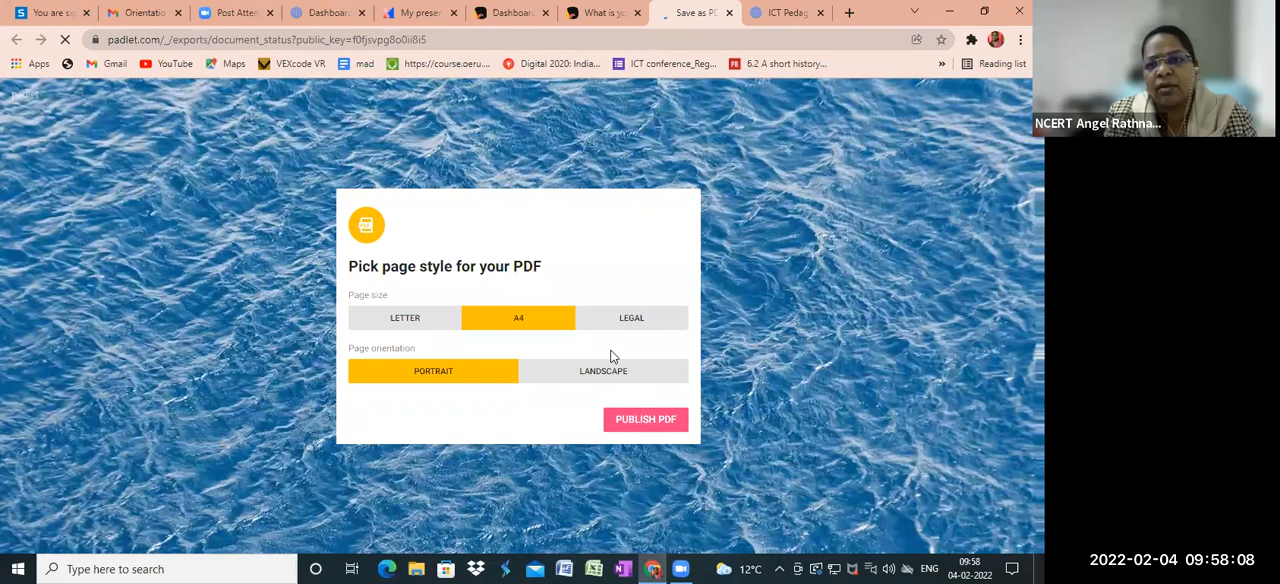 You are si
Orientatio
Post Atten
Dashboard
My presen
Dashboard
What is yo
Save as PD
ICT Pedag
padlet.com/_/exports/document_status?public_key=f0fjsvpg8o0ii8i5
Apps
Gmail
YouTube
Maps
VEXcode VR
mad
https://course.oeru....
Digital 2020: India...
ICT conference_Reg...
PB 6.2 A short history...
»
Reading list
padlet
NCERT Angel Rathna...
Pick page style for your PDF
Page size
LETTER
A4
LEGAL
Page orientation
PORTRAIT
LANDSCAPE
PUBLISH PDF
Type here to search
12°C
ENG
09:58
04-02-2022
2022-02-04 09:58:08